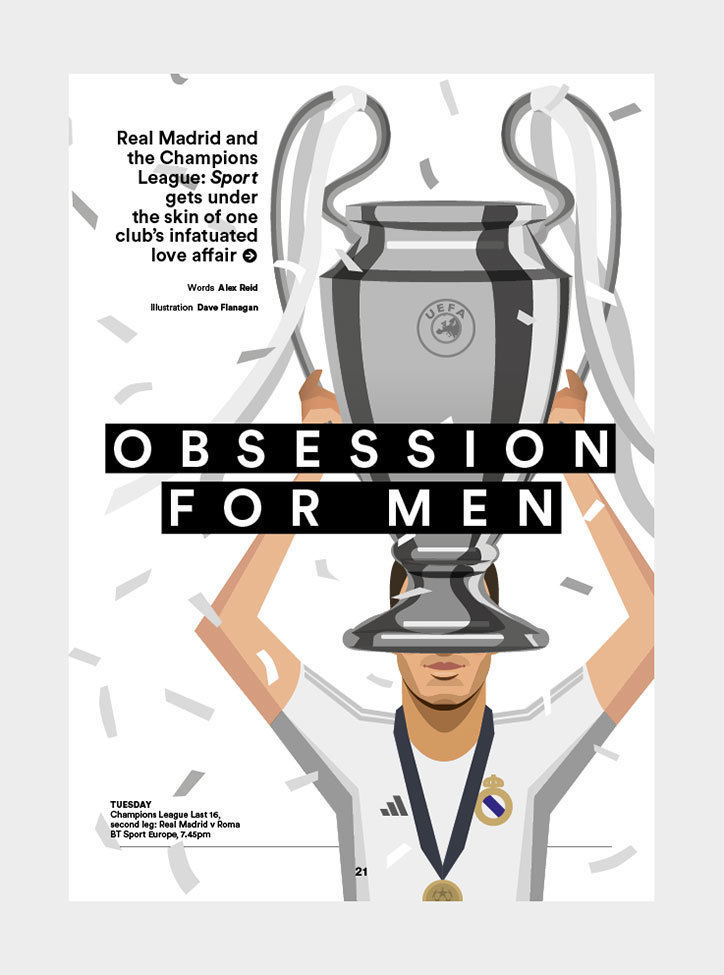 Real Madrid and
the Champions
League: Sport
gets under
the skin of one
club’s infatuated
love affair
Words Alex Reid
Illustration Dave Flanagan
UEFA
OBSESSION
FOR MEN
TUESDAY
Champions League Last 16,
second leg: Real Madrid v Roma
BT Sport Europe, 7.45pm
21